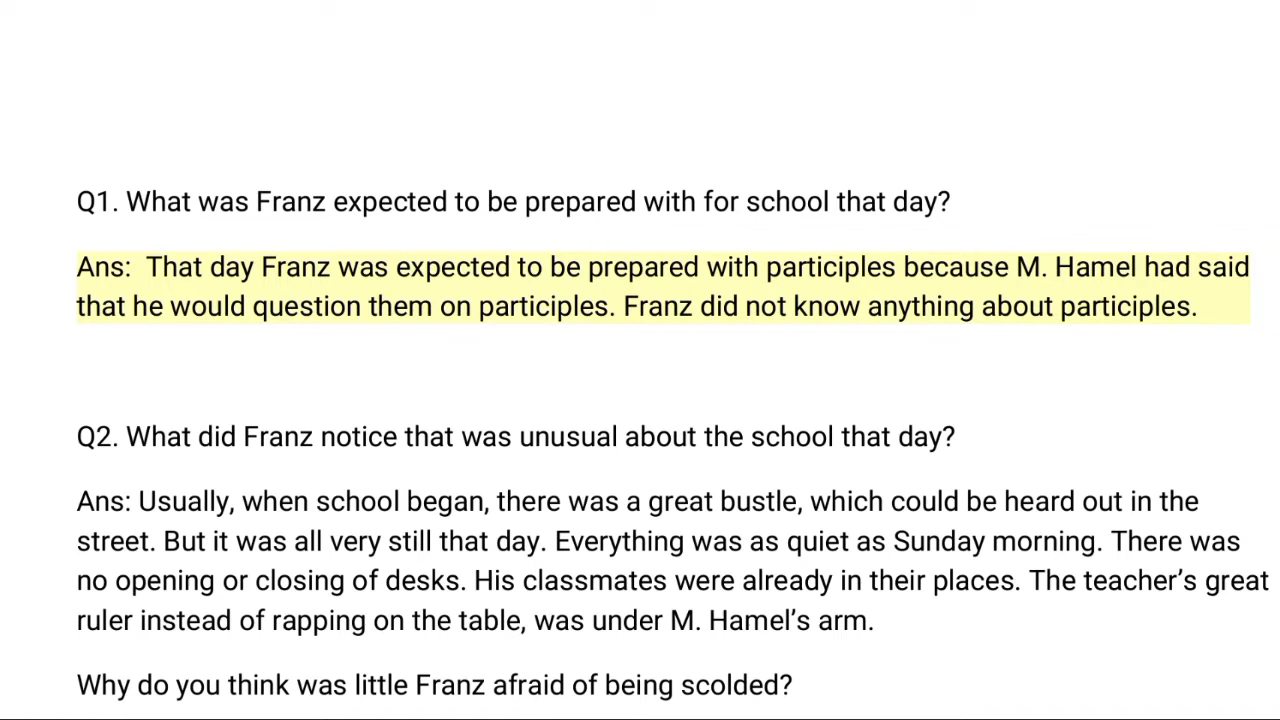 Q1. What was Franz expected to be prepared with for school that day?
Ans:  That day Franz was expected to be prepared with participles because M. Hamel had said
that he would question them on participles. Franz did not know anything about participles.
Q2. What did Franz notice that was unusual about the school that day?
Ans: Usually, when school began, there was a great bustle, which could be heard out in the
street. But it was all very still that day. Everything was as quiet as Sunday morning. There was
no opening or closing of desks. His classmates were already in their places. The teacher’s great
ruler instead of rapping on the table, was under M. Hamel’s arm.
Why do you think was little Franz afraid of being scolded?